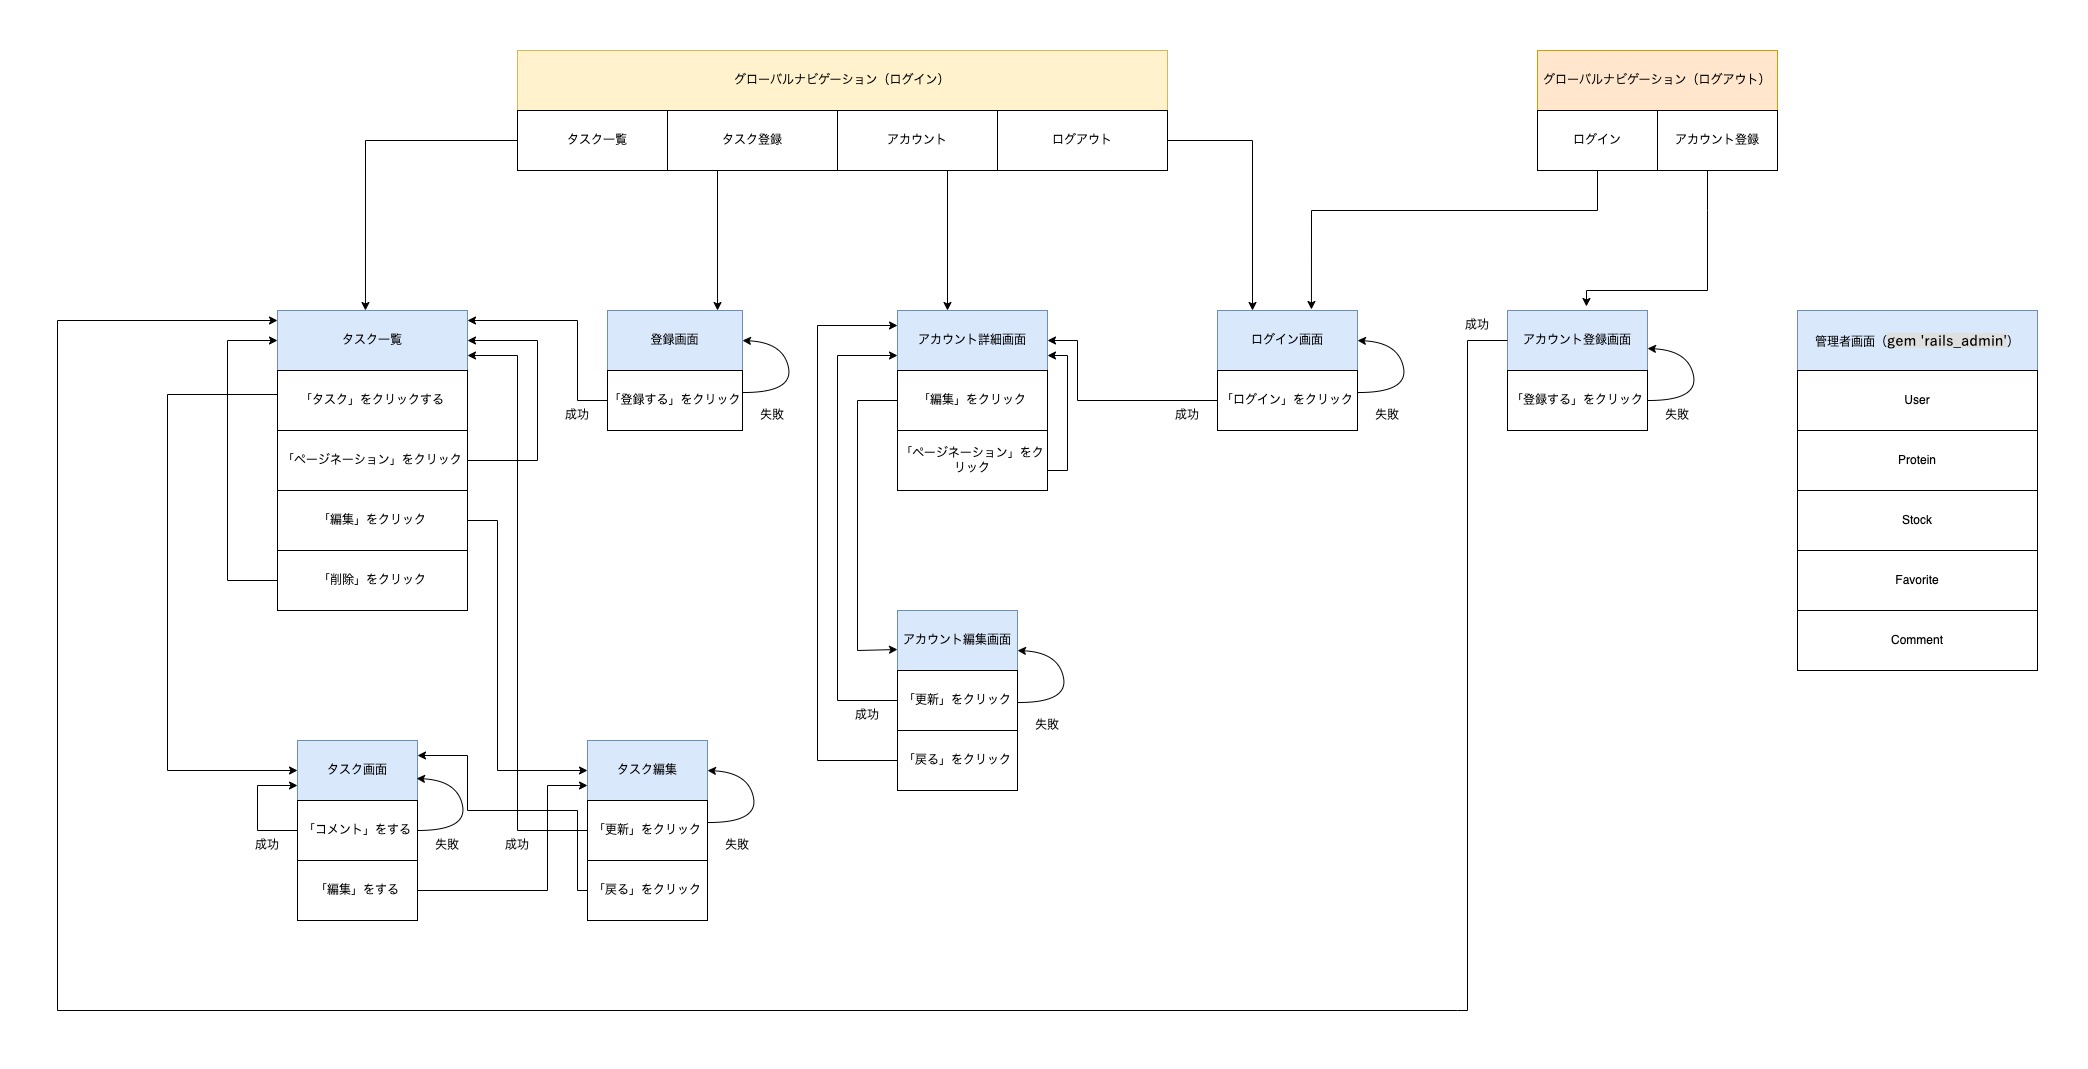 グローバルナビゲーション（ログイン）
タスク一覧
タスク登録
アカウント
ログアウト
グローバルナビゲーション（ログアウト）
ログイン
アカウント登録
タスク一覧
「タスク」をクリックする
「ページネーション」をクリック
「編集」をクリック
「削除」をクリック
登録画面
「登録する」をクリック
成功
失敗
アカウント詳細画面
「編集」をクリック
「ページネーション」をク
リック
ログイン画面
「ログイン」をクリック
成功
失敗
成功
アカウント登録画面
「登録する」をクリック
失敗
管理者画面（gem 'rails_admin'）
User
Protein
Stock
Favorite
Comment
アカウント編集画面
「更新」をクリック
成功
失敗
「戻る」をクリック
タスク画面
「コメント」をする
成功
失敗
「編集」をする
タスク編集
「更新」をクリック
成功
失敗
「戻る」をクリック